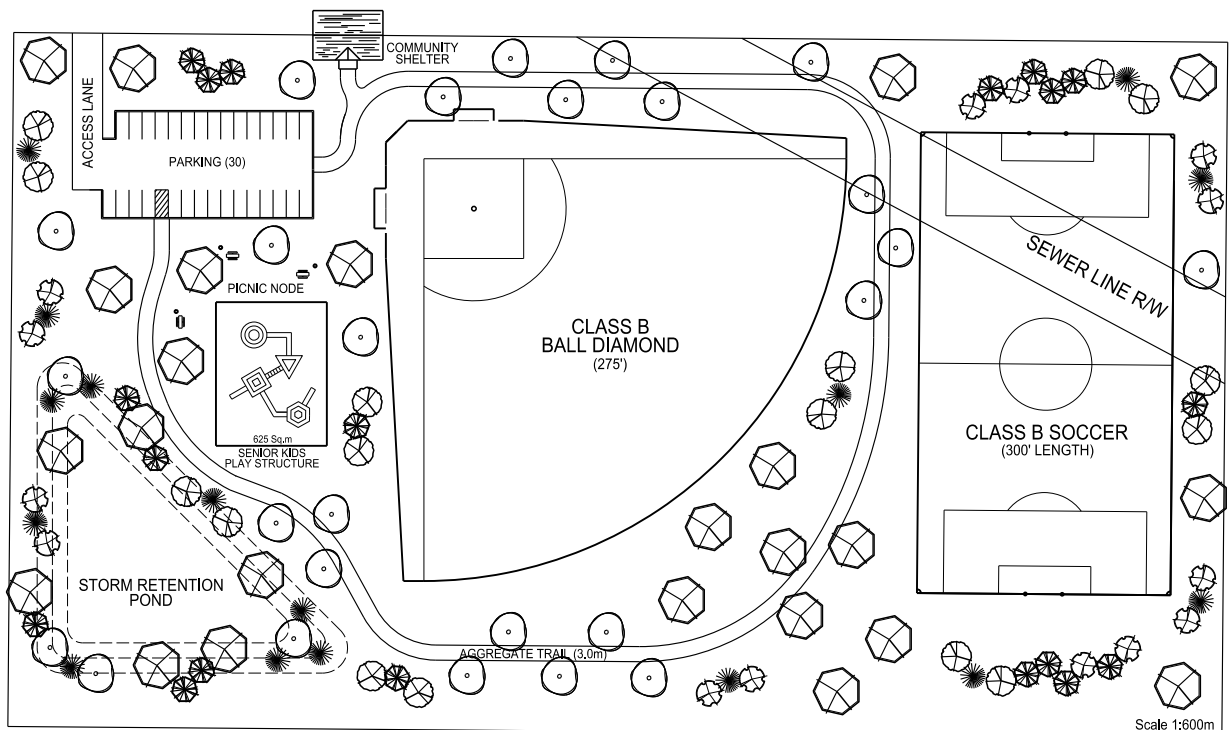 COMMUNITY
SHELTER
ACCESS LANE
PARKING (30)
PICNIC NODE
625 Sq.m
SENIOR KIDS
PLAY STRUCTURE
CLASS B
BALL DIAMOND
(275')
SEWER LINE R/W
CLASS B SOCCER
(300' LENGTH)
STORM RETENTION
POND
AGGREGATE TRAIL (3.0m)
Scale 1:600m